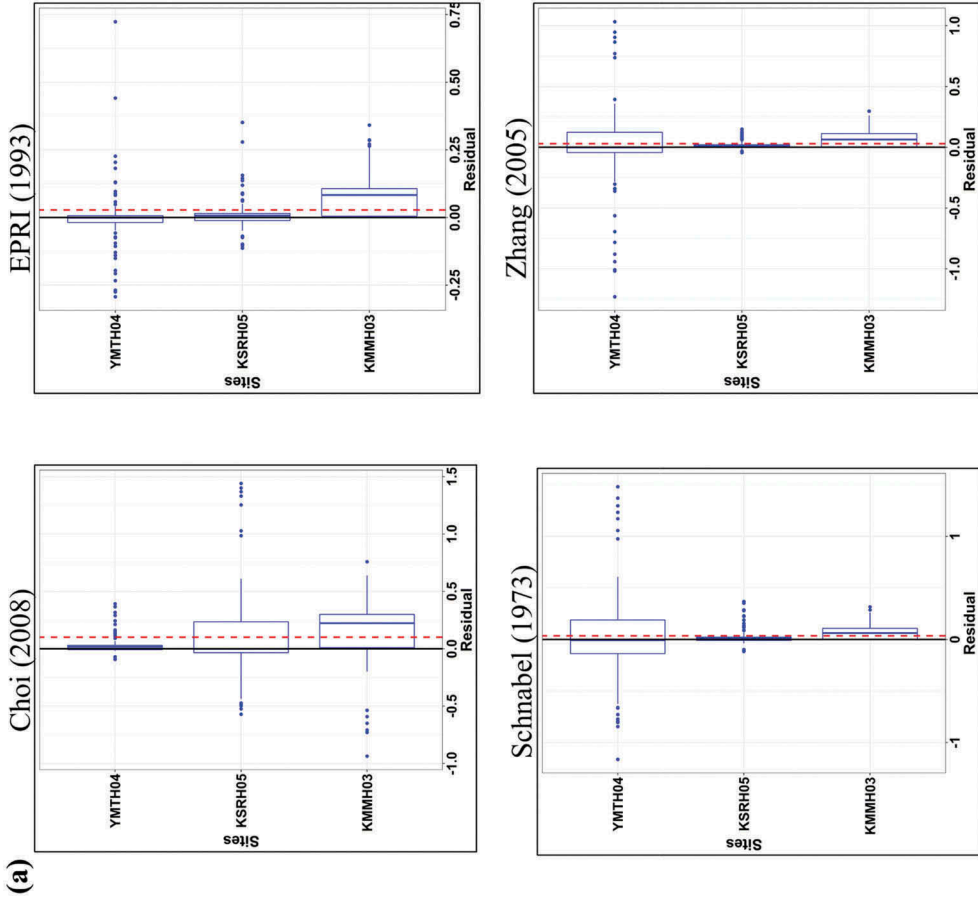 (a)
Choi (2008)
YMTH04
KSRH05
KMMH03
Sites
-1.0
-0.5
0.0
0.5
1.0
1.5
Residual
EPRI (1993)
YMTH04
KSRH05
KMMH03
Sites
-0.25
0.00
0.25
0.50
0.75
Residual
Schnabel (1973)
YMTH04
KSRH05
KMMH03
Sites
-1
0
1
Residual
Zhang (2005)
YMTH04
KSRH05
KMMH03
Sites
-1.0
-0.5
0.0
0.5
1.0
Residual